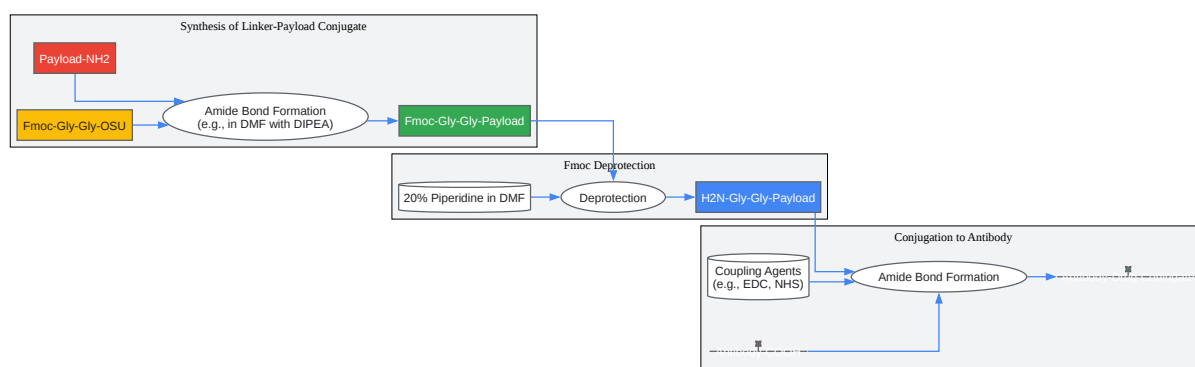 Synthesis of Linker-Payload Conjugate
Payload-NH2
Fmoc-Gly-Gly-OSU
Amide Bond Formation
(e.g., in DMF with DIPEA)
Fmoc-Gly-Gly-Payload
Fmoc Deprotection
20% Piperidine in DMF
Deprotection
H2N-Gly-Gly-Payload
Conjugation to Antibody
Coupling Agents
(e.g., EDC, NHS)
Amide Bond Formation